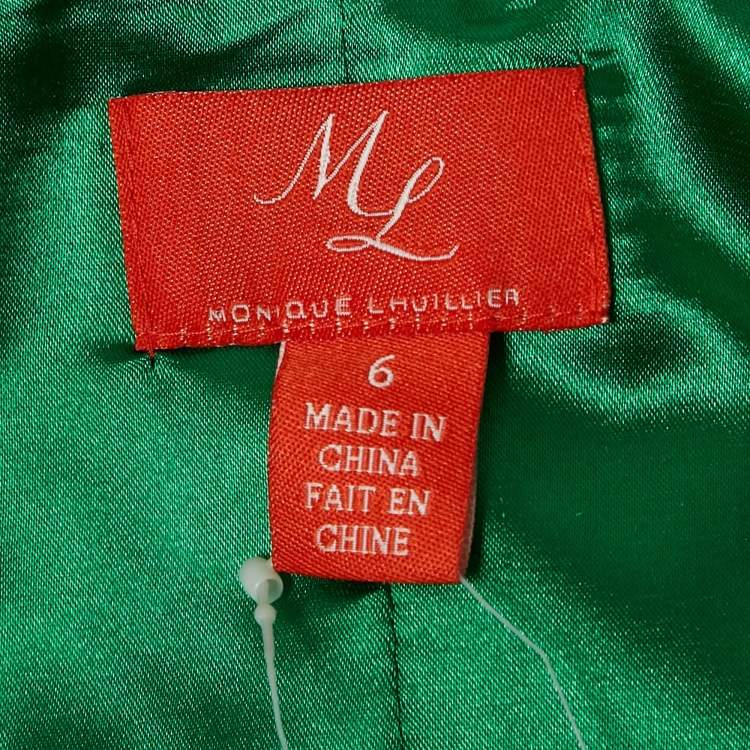 ML
MONIQUE LHUILLIER
6
MADE IN
CHINA
FAIT EN
CHINE